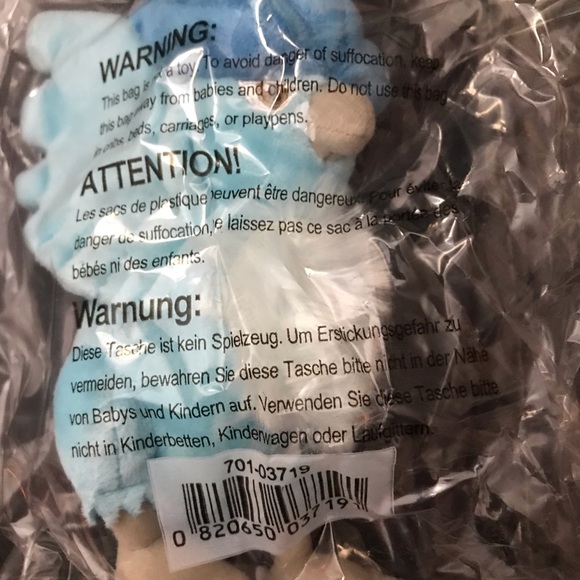 WARNING:
This bag is a toy. To avoid danger of suffocation, keep
this bag away from babies and children. Do not use this bag
in beds, carriages, or playpens.
ATTENTION!
Les sacs de plastique peuvent être dangereux. Pour éviter le
danger de suffocation, ne laissez pas ce sac à la portée des
bébés ni des enfants.
Warnung:
Diese Tasche ist kein Spielzeug. Um Erstickungsgefahr zu
vermeiden, bewahren Sie diese Tasche bitte nicht in der Nähe
von Babys und Kindern auf. Verwenden Sie diese Tasche bitte
nicht in Kinderbetten, Kinderwagen oder Laufgittern.
701-03719
0 820650 03719